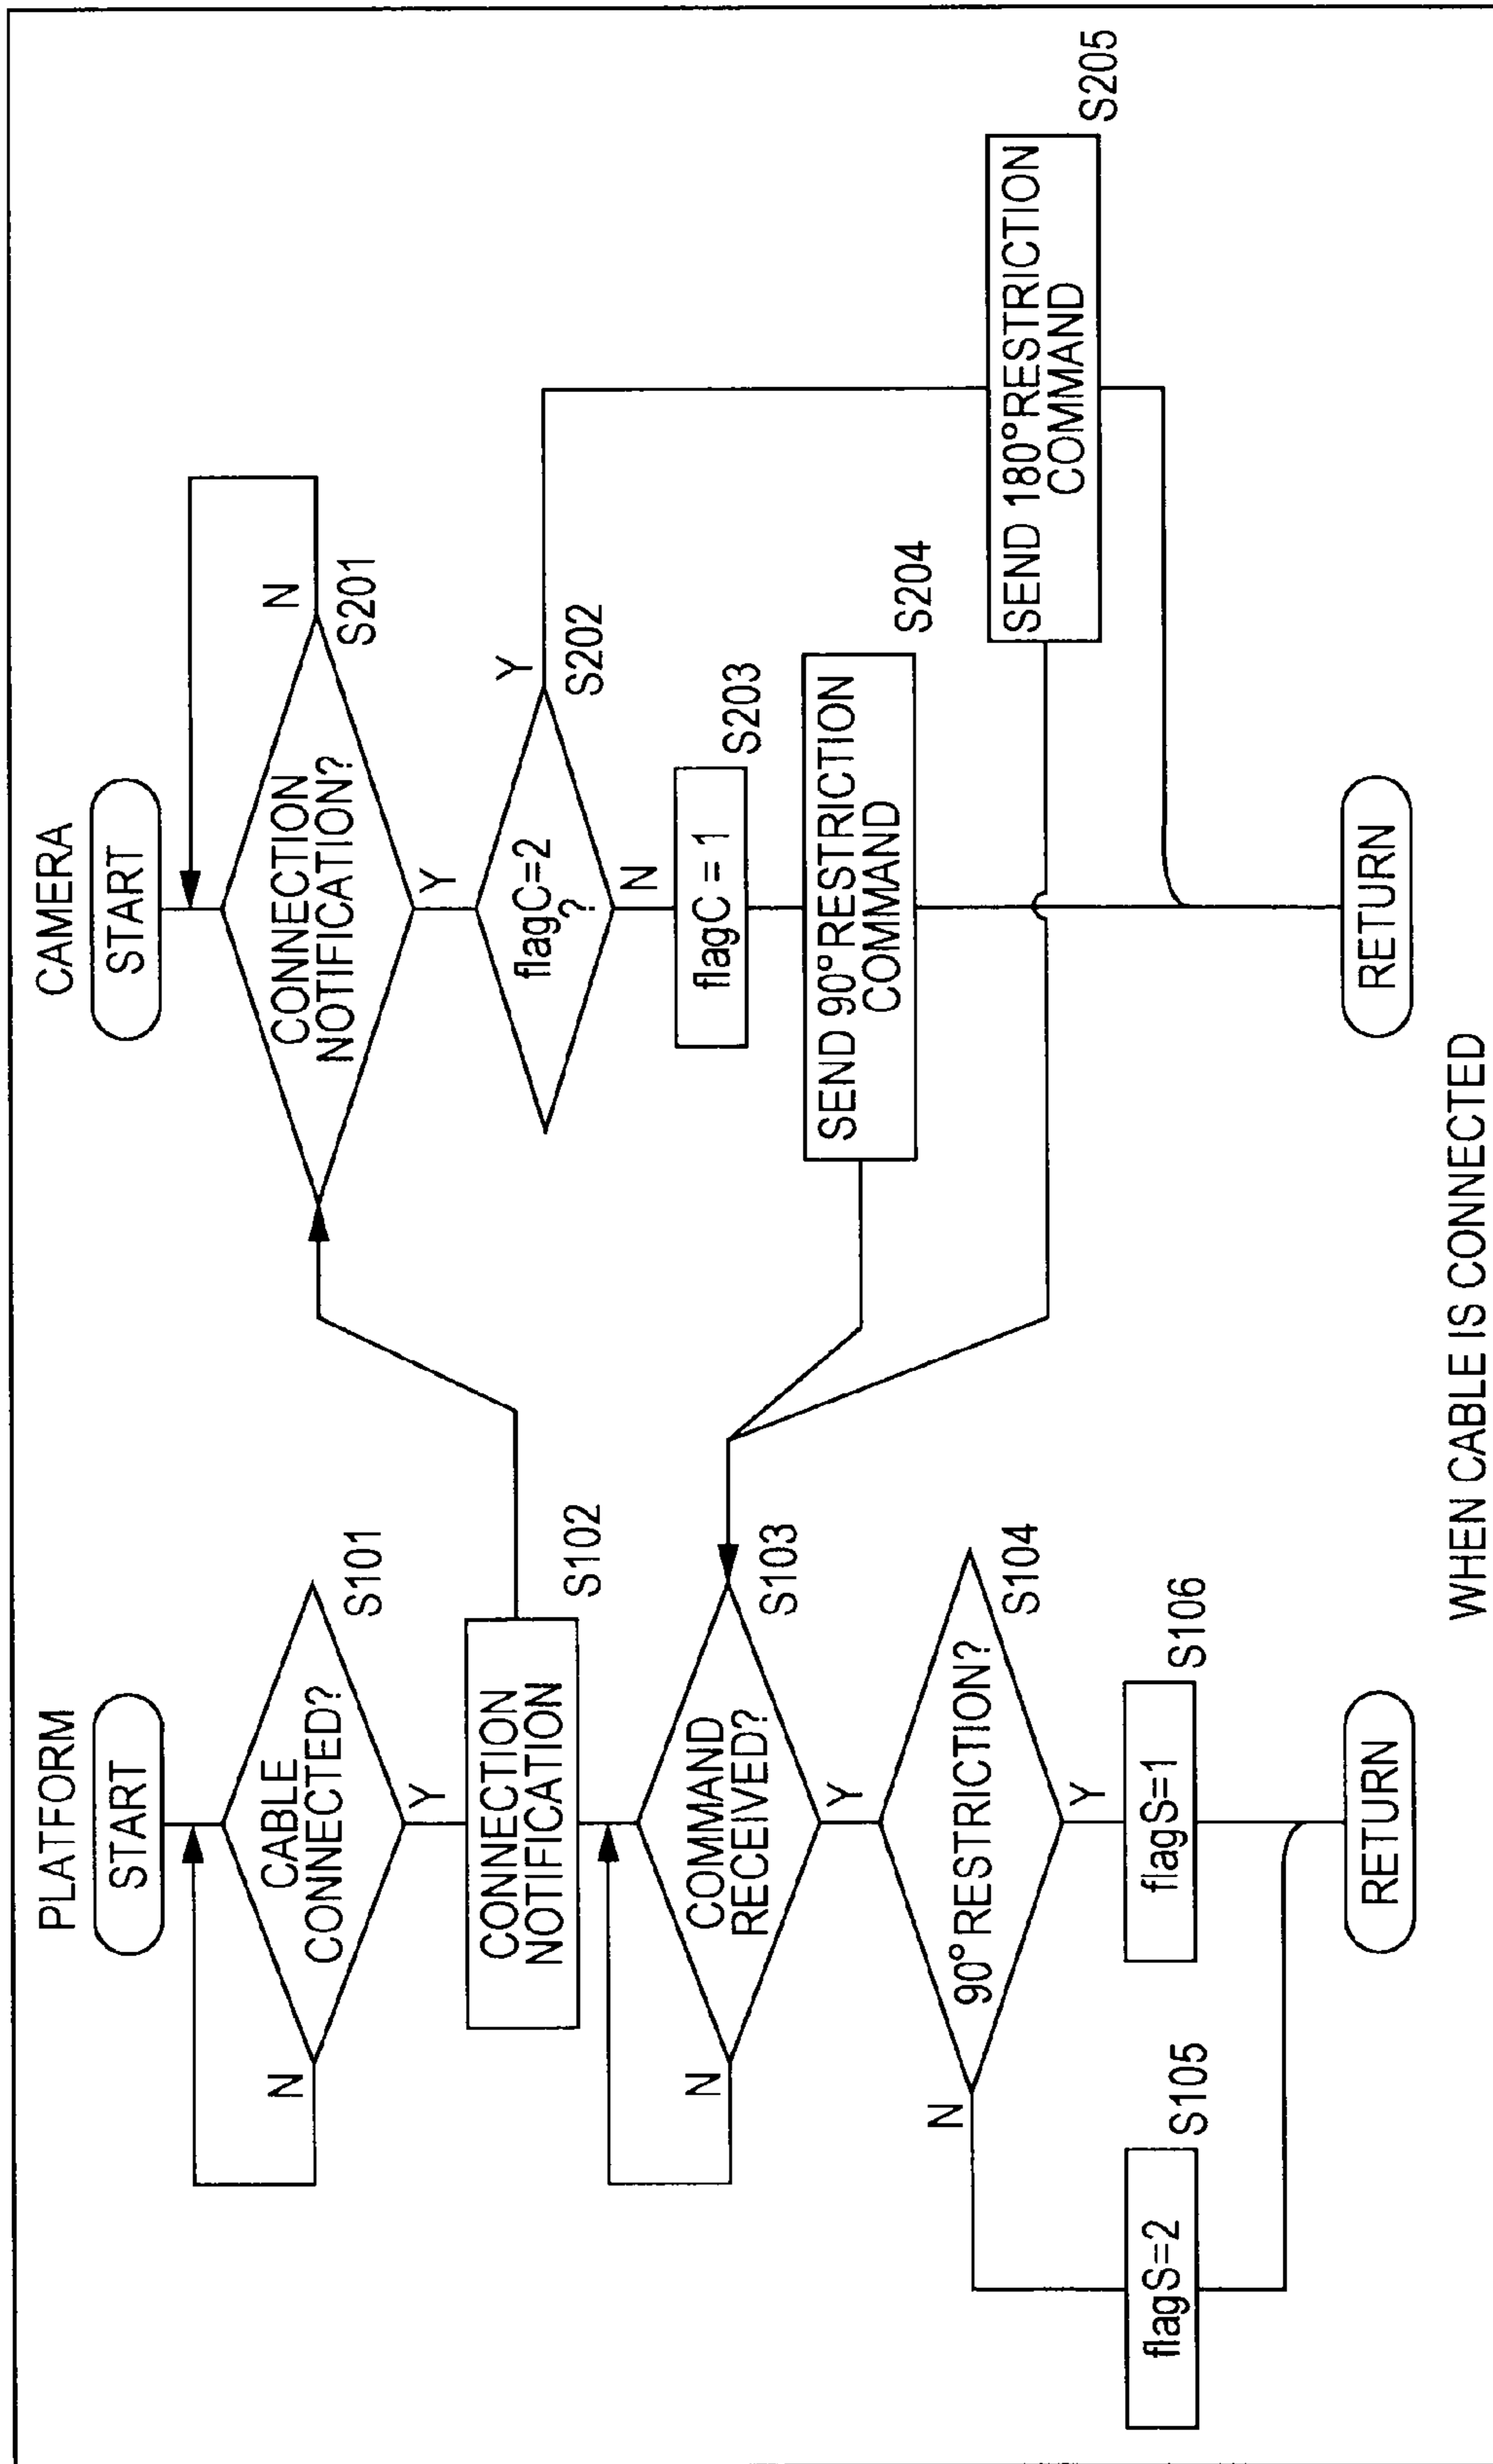 PLATFORM
START
CABLE
CONNECTED?
S101
N
Y
CONNECTION
NOTIFICATION
S102
COMMAND
RECEIVED?
S103
N
Y
90°RESTRICTION?
S104
N
Y
flagS=2
S105
flagS=1
S106
RETURN
CAMERA
START
CONNECTION
NOTIFICATION?
N
S201
Y
flagC=2
?
Y
S202
N
flagC = 1
S203
SEND 90°RESTRICTION
COMMAND
S204
SEND 180°RESTRICTION
COMMAND
S205
RETURN
WHEN CABLE IS CONNECTED